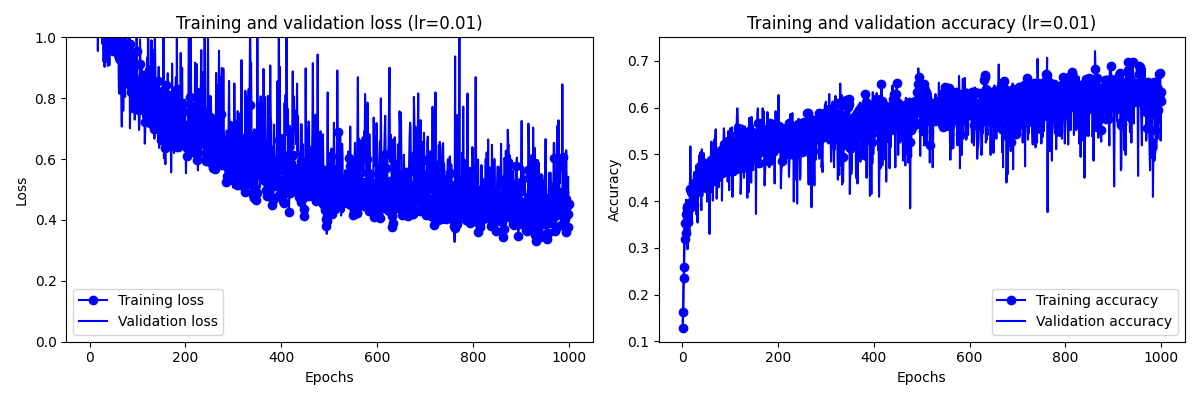 Training and validation loss (lr=0.01)
1.0
0.8
0.6
0.4
0.2
0.0
Loss
Training loss
Validation loss
0
200
400
600
800
1000
Epochs
Training and validation accuracy (lr=0.01)
0.7
0.6
0.5
0.4
0.3
0.2
0.1
Accuracy
Training accuracy
Validation accuracy
0
200
400
600
800
1000
Epochs